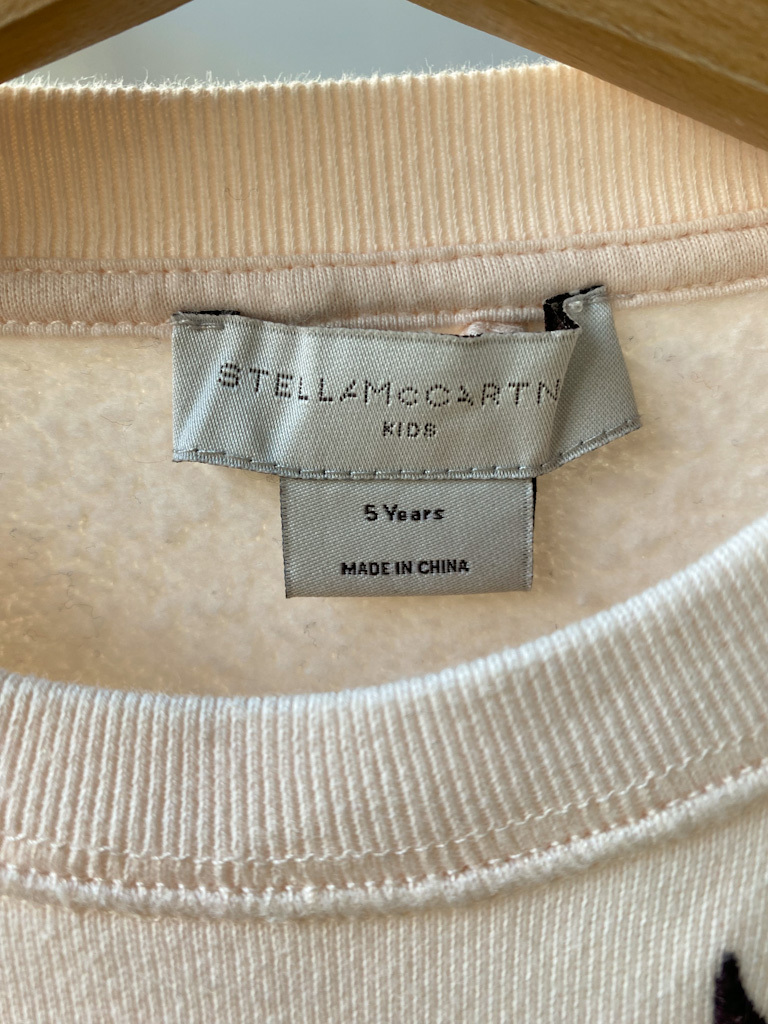 STELLAMcCARTN
KIDS
5 Years
MADE IN CHINA